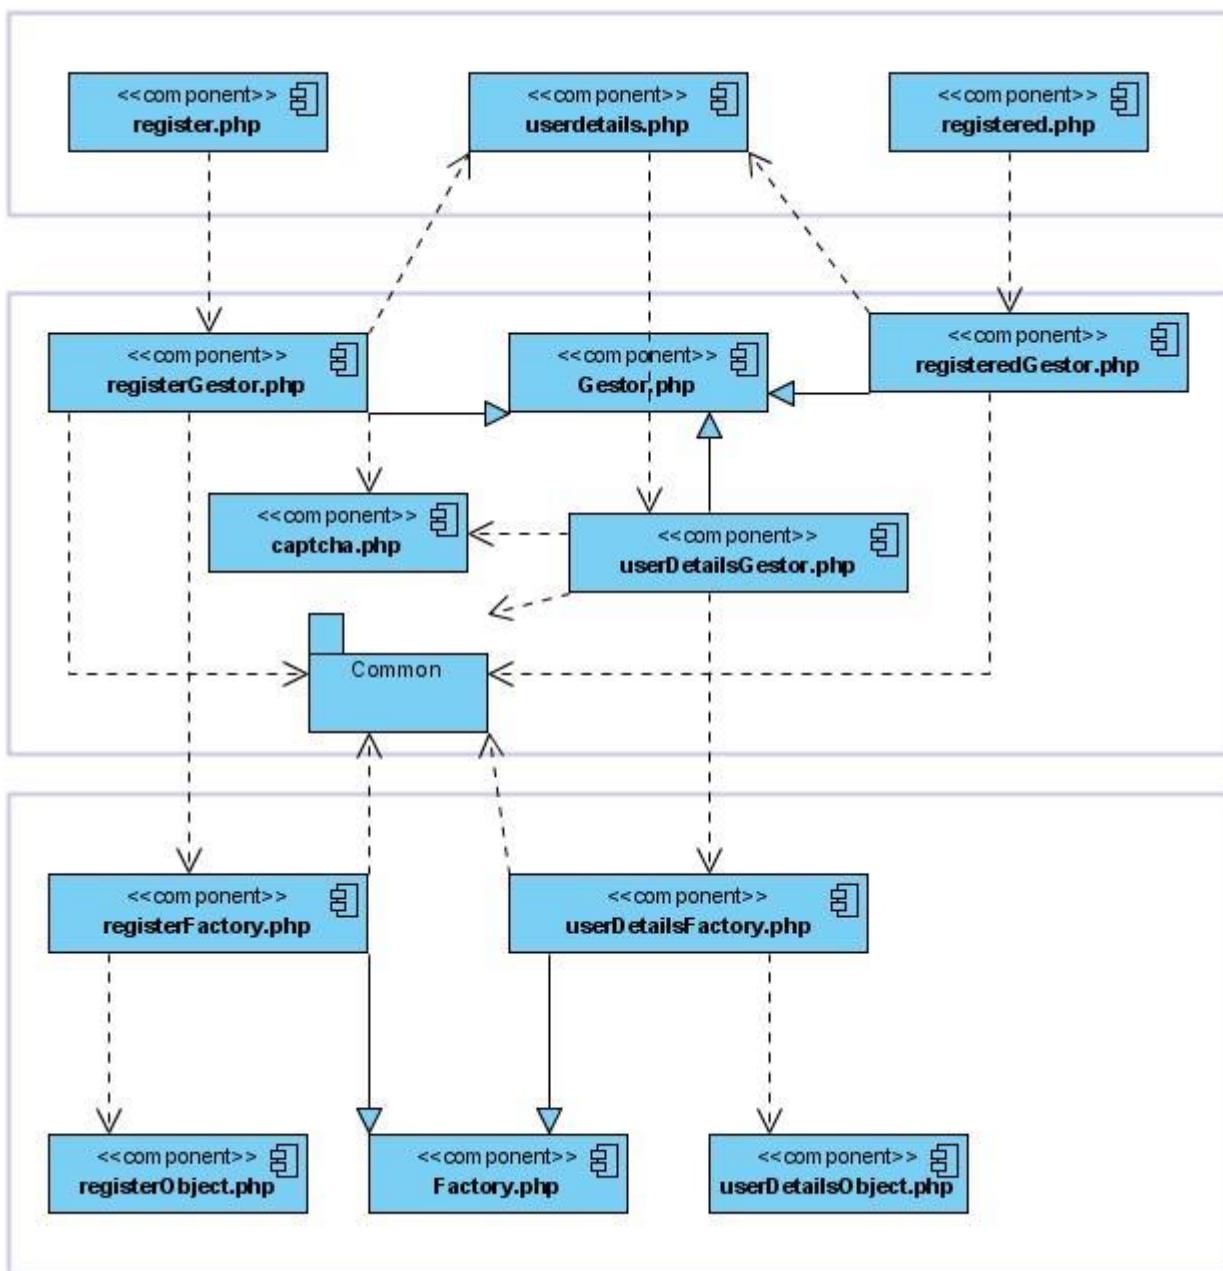 <<component>>
register.php
<<component>>
userdetails.php
<<component>>
registered.php
<<component>>
registerGestor.php
<<component>>
Gestor.php
<<component>>
registeredGestor.php
<<component>>
captcha.php
<<component>>
userDetailsGestor.php
Common
<<component>>
registerFactory.php
<<component>>
userDetailsFactory.php
<<component>>
registerObject.php
<<component>>
Factory.php
<<component>>
userDetailsObject.php